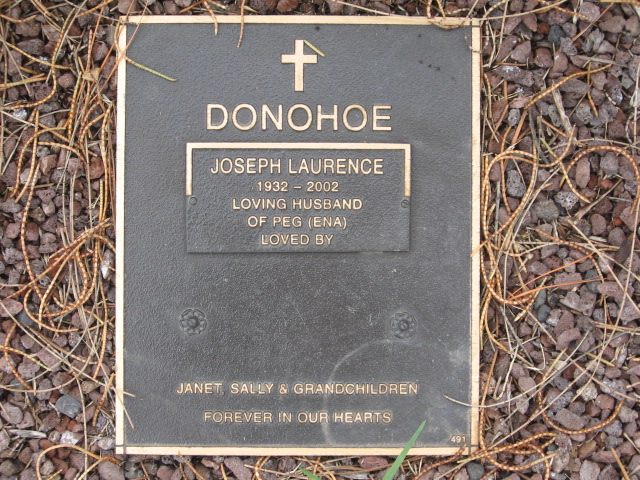 DONOHOE
JOSEPH LAURENCE
1932 - 2002
LOVING HUSBAND
OF PEG (ENA)
LOVED BY
JANET, SALLY & GRANDCHILDREN
FOREVER IN OUR HEARTS
491